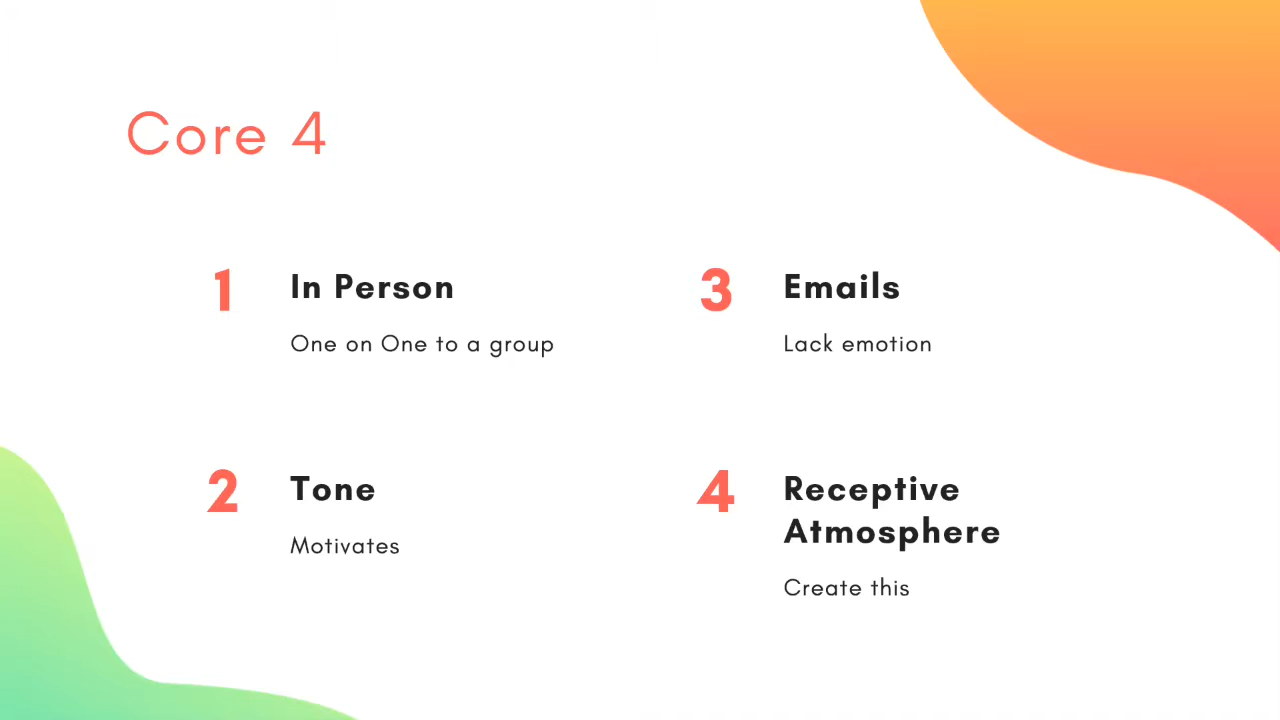 Core 4
1
In Person
One on One to a group
2
Tone
Motivates
3
Emails
Lack emotion
4
Receptive
Atmosphere
Create this